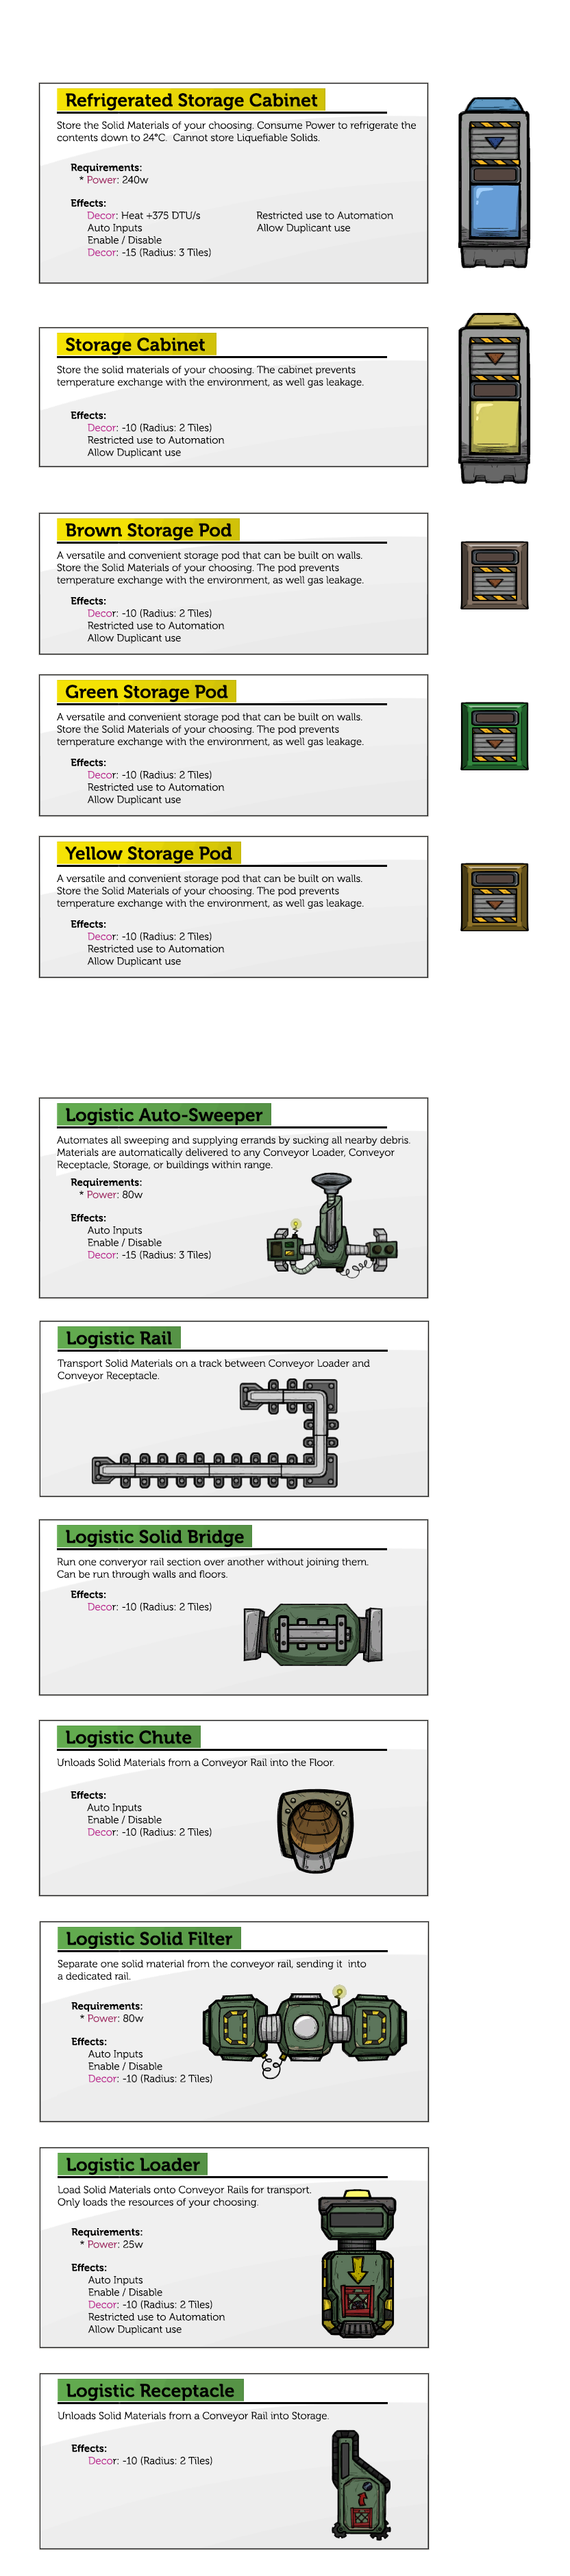 Refrigerated Storage Cabinet
Store the Solid Materials of your choosing. Consume Power to refrigerate the
contents down to 24°C. Cannot store Liquefiable Solids.
Requirements:
* Power: 240w
Effects:
Decor: Heat +375 DTU/s
Auto Inputs
Enable / Disable
Decor: -15 (Radius: 3 Tiles)
Restricted use to Automation
Allow Duplicant use
Storage Cabinet
Store the solid materials of your choosing. The cabinet prevents
temperature exchange with the environment, as well gas leakage.
Effects:
Decor: -10 (Radius: 2 Tiles)
Restricted use to Automation
Allow Duplicant use
Brown Storage Pod
A versatile and convenient storage pod that can be built on walls.
Store the Solid Materials of your choosing. The pod prevents
temperature exchange with the environment, as well gas leakage.
Effects:
Decor: -10 (Radius: 2 Tiles)
Restricted use to Automation
Allow Duplicant use
Green Storage Pod
A versatile and convenient storage pod that can be built on walls.
Store the Solid Materials of your choosing. The pod prevents
temperature exchange with the environment, as well gas leakage.
Effects:
Decor: -10 (Radius: 2 Tiles)
Restricted use to Automation
Allow Duplicant use
Yellow Storage Pod
A versatile and convenient storage pod that can be built on walls.
Store the Solid Materials of your choosing. The pod prevents
temperature exchange with the environment, as well gas leakage.
Effects:
Decor: -10 (Radius: 2 Tiles)
Restricted use to Automation
Allow Duplicant use
Logistic Auto-Sweeper
Automates all sweeping and supplying errands by sucking all nearby debris.
Materials are automatically delivered to any Conveyor Loader, Conveyor
Receptacle, Storage, or buildings within range.
Requirements:
* Power: 80w
Effects:
Auto Inputs
Enable / Disable
Decor: -15 (Radius: 3 Tiles)
Logistic Rail
Transport Solid Materials on a track between Conveyor Loader and
Conveyor Receptacle.
Logistic Solid Bridge
Run one converyor rail section over another without joining them.
Can be run through walls and floors.
Effects:
Decor: -10 (Radius: 2 Tiles)
Logistic Chute
Unloads Solid Materials from a Conveyor Rail into the Floor.
Effects:
Auto Inputs
Enable / Disable
Decor: -10 (Radius: 2 Tiles)
Logistic Solid Filter
Separate one solid material from the conveyor rail, sending it into
a dedicated rail.
Requirements:
* Power: 80w
Effects:
Auto Inputs
Enable / Disable
Decor: -10 (Radius: 2 Tiles)
Logistic Loader
Load Solid Materials onto Conveyor Rails for transport.
Only loads the resources of your choosing.
Requirements:
* Power: 25w
Effects:
Auto Inputs
Enable / Disable
Decor: -10 (Radius: 2 Tiles)
Restricted use to Automation
Allow Duplicant use
Logistic Receptacle
Unloads Solid Materials from a Conveyor Rail into Storage.
Effects:
Decor: -10 (Radius: 2 Tiles)